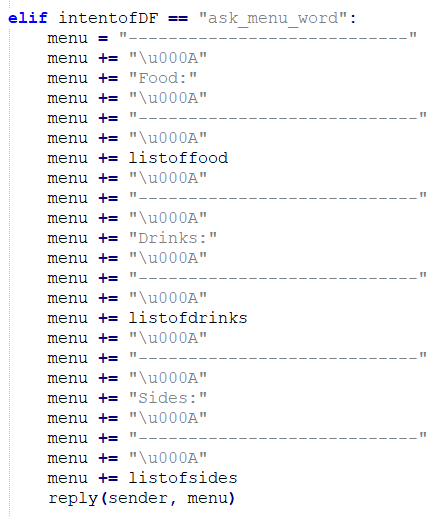 elif intentofDF == "ask_menu_word":
    menu = "----------------------------"
    menu += "\u000A"
    menu += "Food:"
    menu += "\u000A"
    menu += "----------------------------"
    menu += "\u000A"
    menu += listoffood
    menu += "\u000A"
    menu += "----------------------------"
    menu += "\u000A"
    menu += "Drinks:"
    menu += "\u000A"
    menu += "----------------------------"
    menu += "\u000A"
    menu += listofdrinks
    menu += "\u000A"
    menu += "----------------------------"
    menu += "\u000A"
    menu += "Sides:"
    menu += "\u000A"
    menu += "----------------------------"
    menu += "\u000A"
    menu += listofsides
    reply(sender, menu)